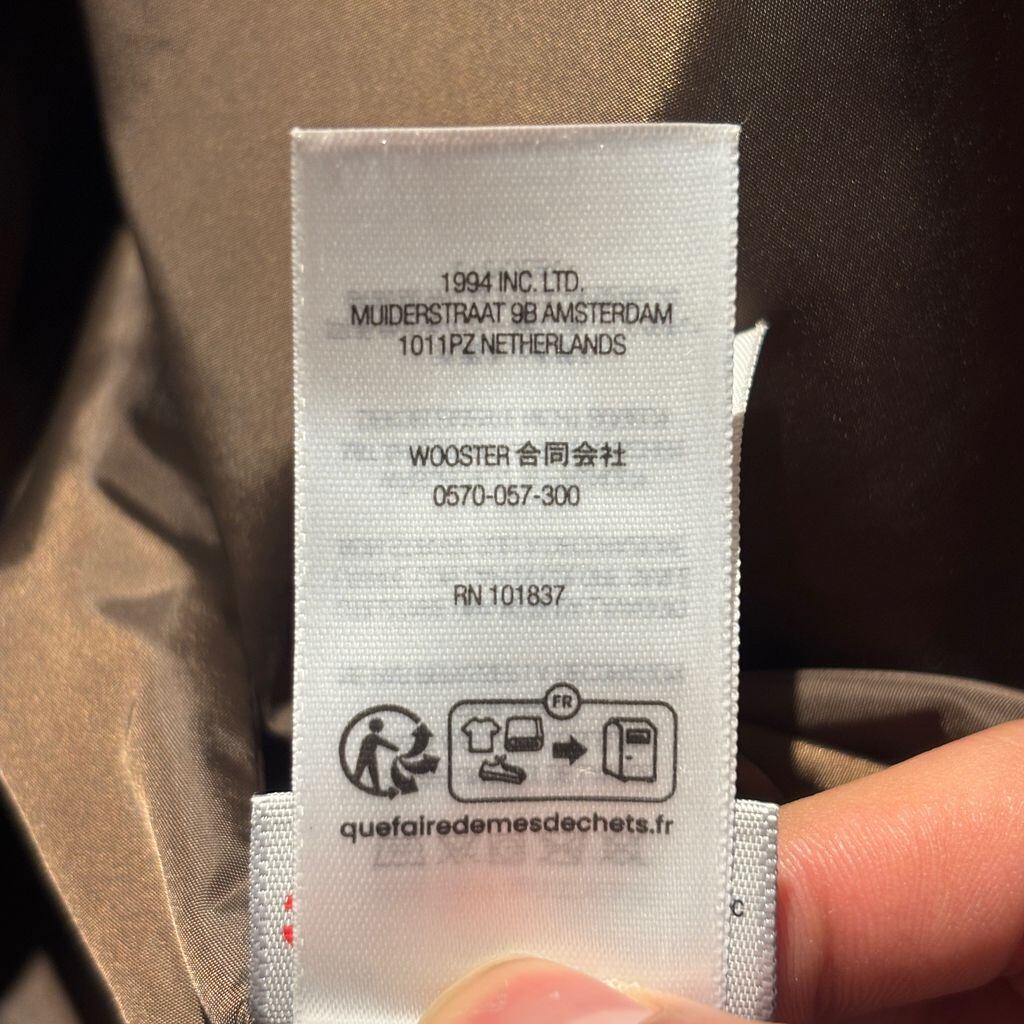 1994 INC. LTD.
MUIDERSTRAAT 9B AMSTERDAM
1011PZ NETHERLANDS
WOOSTER 合同会社
0570-057-300
RN 101837
FR
quefairedemesdechets.fr
C